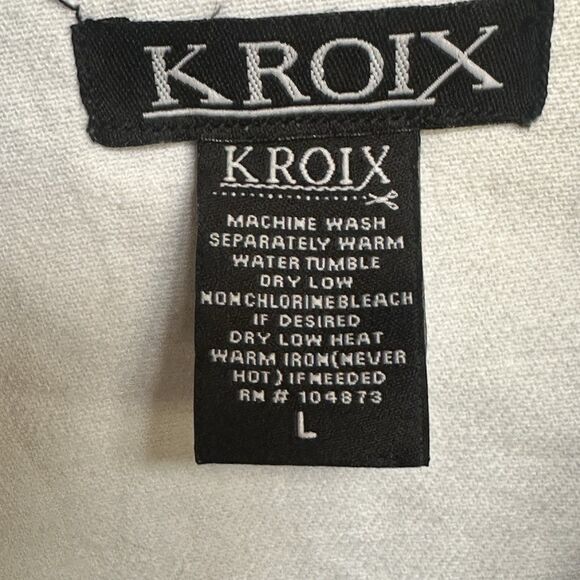 KROIX
KROIX
MACHINE WASH
SEPARATELY WARM
WATER TUMBLE
DRY LOW
NONCHLORINEBLEACH
IF DESIRED
DRY LOW HEAT
WARM IRON(NEVER
HOT) IFNEEDED
RN # 104873
L